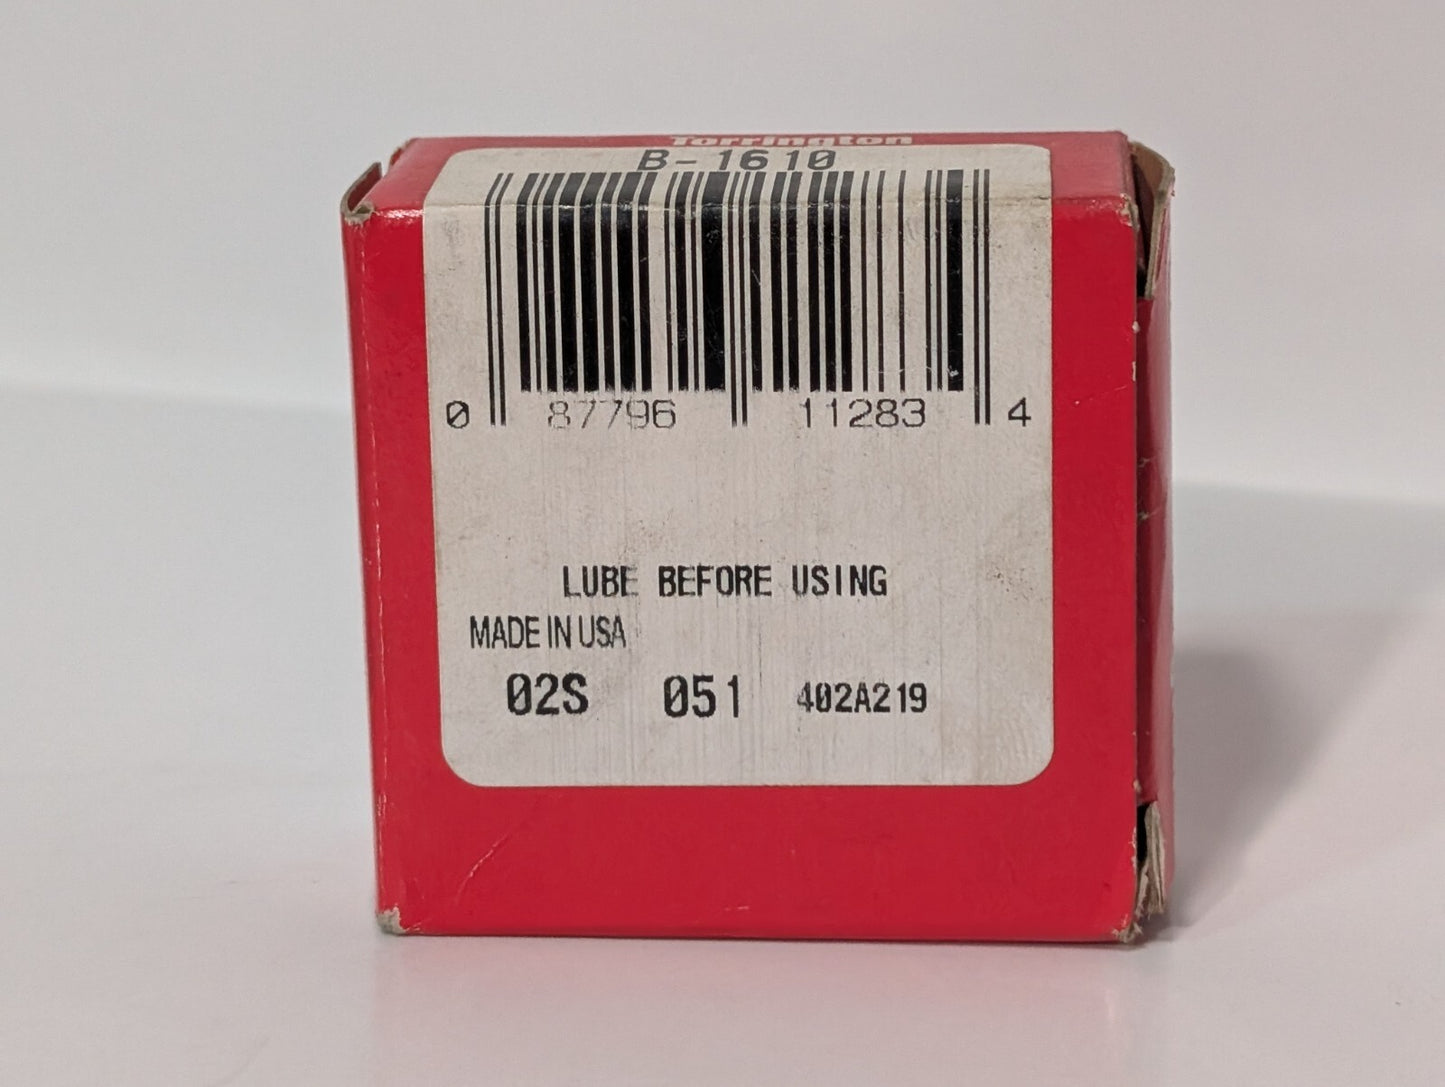 Torrington
B-1610
0 87796 11283 4
LUBE BEFORE USING
MADE IN USA
02S 051 402A219